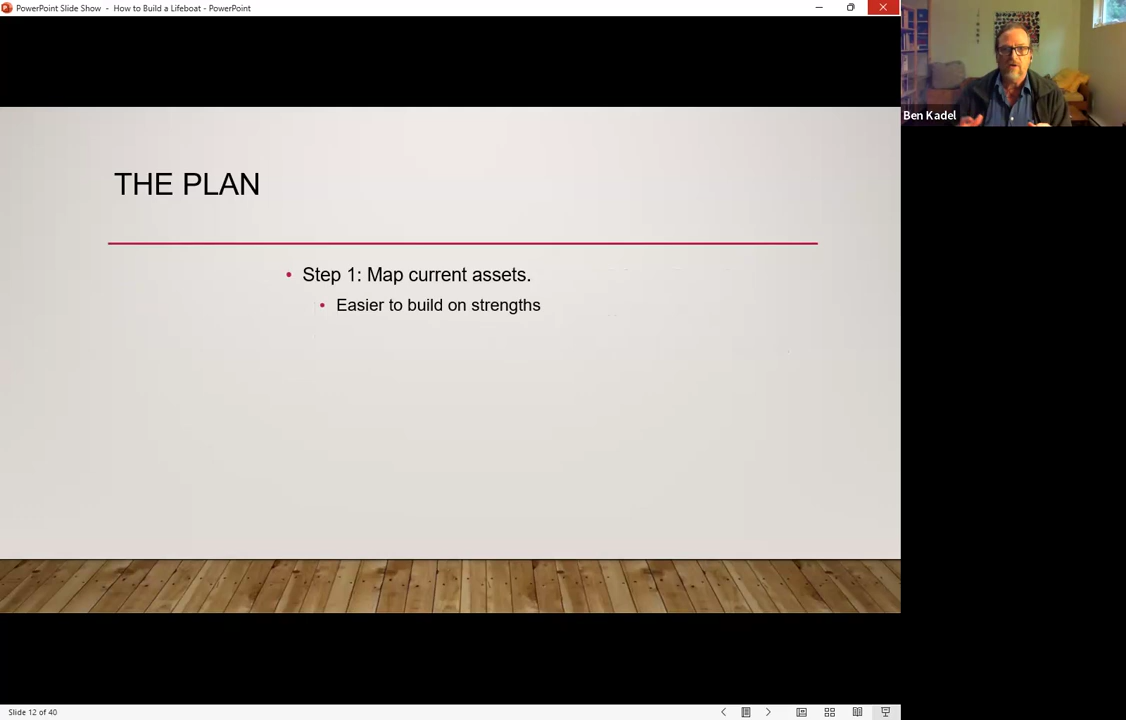 PowerPoint Slide Show - How to Build a Lifeboat - PowerPoint
Ben Kadel
THE PLAN
• Step 1: Map current assets.
• Easier to build on strengths
Slide 12 of 40